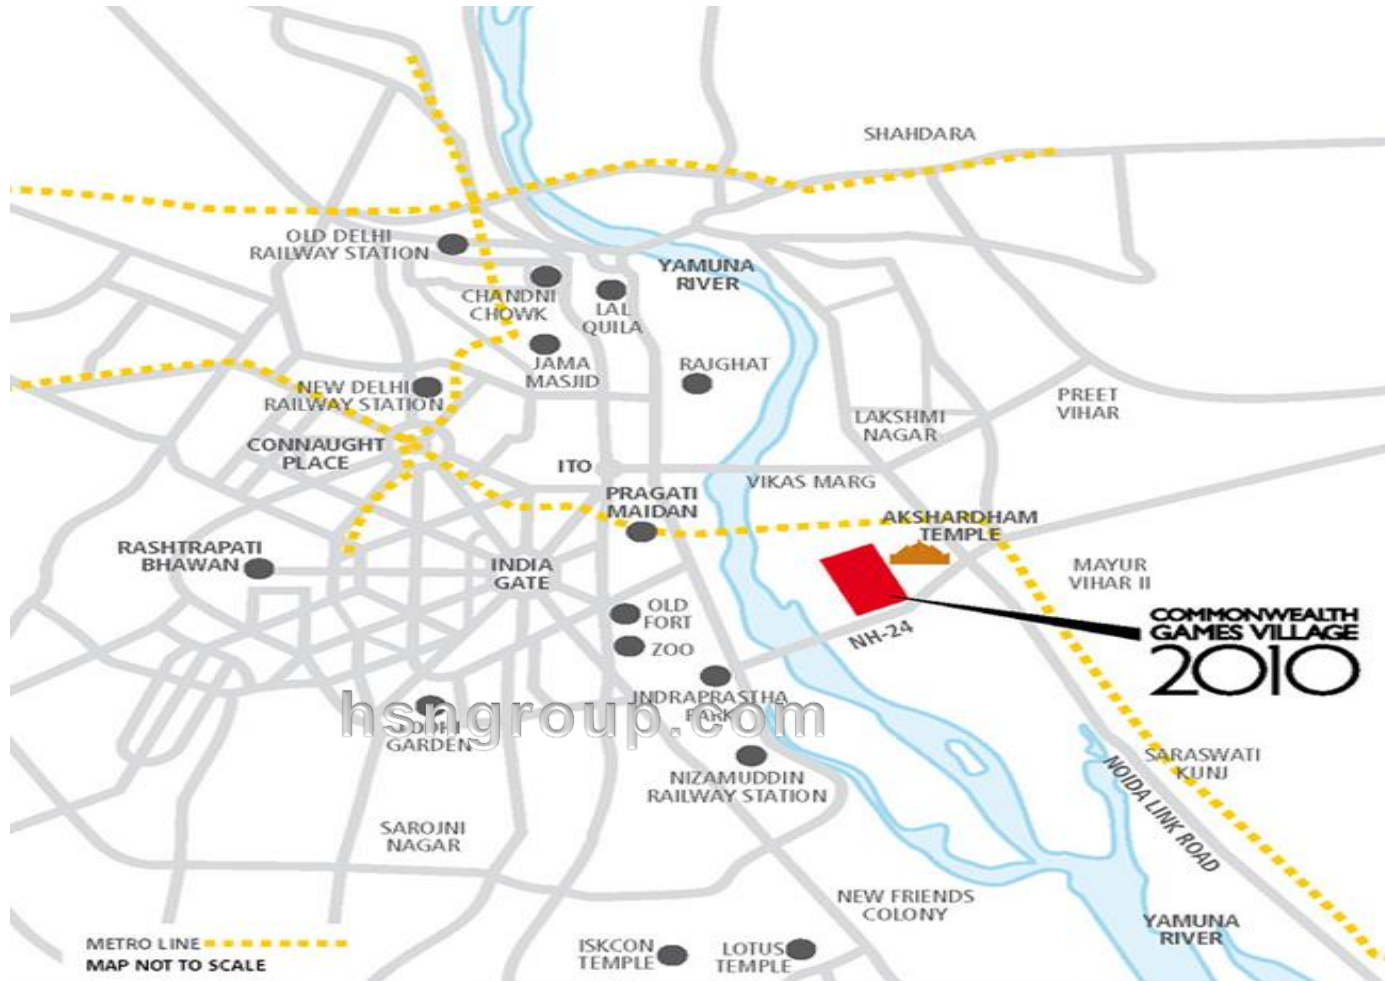 SHAHDARA
OLD DELHI
RAILWAY STATION
YAMUNA
RIVER
CHANDNI
CHOWK
LAL
QUILA
JAMA
MASJID
RAJGHAT
NEW DELHI
RAILWAY STATION
PREET
VIHAR
LAKSHMI
NAGAR
CONNAUGHT
PLACE
ITO
VIKAS MARG
PRAGATI
MAIDAN
AKSHARDHAM
TEMPLE
RASHTRAPATI
BHAWAN
INDIA
GATE
MAYUR
VIHAR II
OLD
FORT
ZOO
NH-24
COMMONWEALTH
GAMES VILLAGE
2010
INDRAPRASTHA
PARK
hsngroup.com
LODHI
GARDEN
NIZAMUDDIN
RAILWAY STATION
SARASWATI
KUNJ
NOIDA LINK ROAD
SAROJNI
NAGAR
NEW FRIENDS
COLONY
YAMUNA
RIVER
METRO LINE
MAP NOT TO SCALE
ISKCON
TEMPLE
LOTUS
TEMPLE